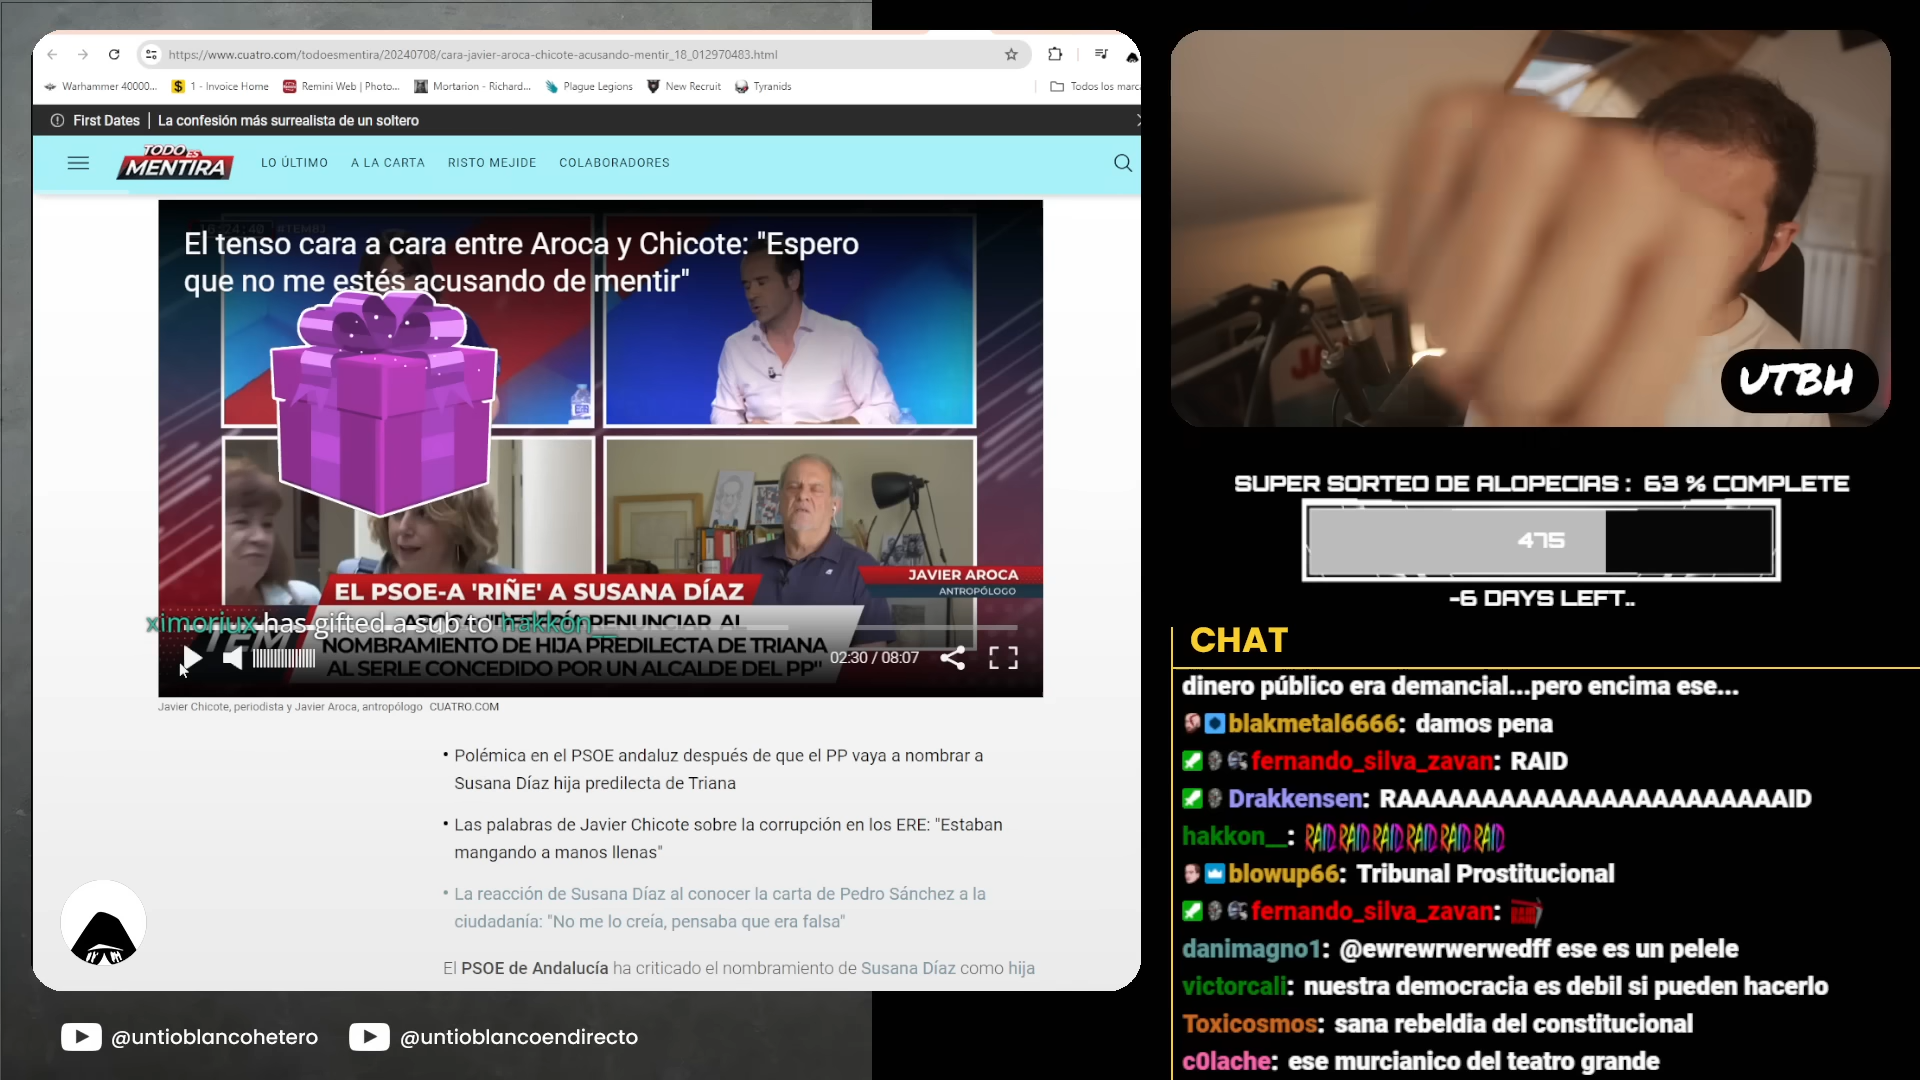 https://www.cuatro.com/todoesmentira/20240708/cara-javier-aroca-chicote-acusando-mentir_18_012970483.html
Warhammer 40000...
1 - Invoice Home
Remini Web | Photo...
Mortarion - Richard...
Plague Legions
New Recruit
Tyranids
Todos los marc
First Dates | La confesión más surrealista de un soltero
TODO ES
MENTIRA
LO ÚLTIMO
A LA CARTA
RISTO MEJIDE
COLABORADORES
El tenso cara a cara entre Aroca y Chicote: "Espero
que no me estés acusando de mentir"
JAVIER AROCA
ANTROPÓLOGO
EL PSOE-A 'RIÑE' A SUSANA DÍAZ
RENUNCIAR AL
NOMBRAMIENTO DE HIJA PREDILECTA DE TRIANA
AL SERLE CONCEDIDO POR UN ALCALDE DEL PP"
ximoriux has gifted a sub to hakkon__
02:30 / 08:07
Javier Chicote, periodista y Javier Aroca, antropólogo CUATRO.COM
• Polémica en el PSOE andaluz después de que el PP vaya a nombrar a
Susana Díaz hija predilecta de Triana
• Las palabras de Javier Chicote sobre la corrupción en los ERE: "Estaban
mangando a manos llenas"
• La reacción de Susana Díaz al conocer la carta de Pedro Sánchez a la
ciudadanía: "No me lo creía, pensaba que era falsa"
El PSOE de Andalucía ha criticado el nombramiento de Susana Díaz como hija
@untioblancohetero
@untioblancoendirecto
UTBH
SUPER SORTEO DE ALOPECIAS : 63 % COMPLETE
475
-6 DAYS LEFT..
CHAT
dinero público era demancial...pero encima ese...
blakmetal6666: damos pena
fernando_silva_zavan: RAID
Drakkensen: RAAAAAAAAAAAAAAAAAAAAAAAID
hakkon__: RAID RAID RAID RAID RAID RAID
blowup66: Tribunal Prostitucional
fernando_silva_zavan:
danimagno1: @ewrewrwerwedff ese es un pelele
victorcali: nuestra democracia es debil si pueden hacerlo
Toxicosmos: sana rebeldia del constitucional
c0lache: ese murcianico del teatro grande